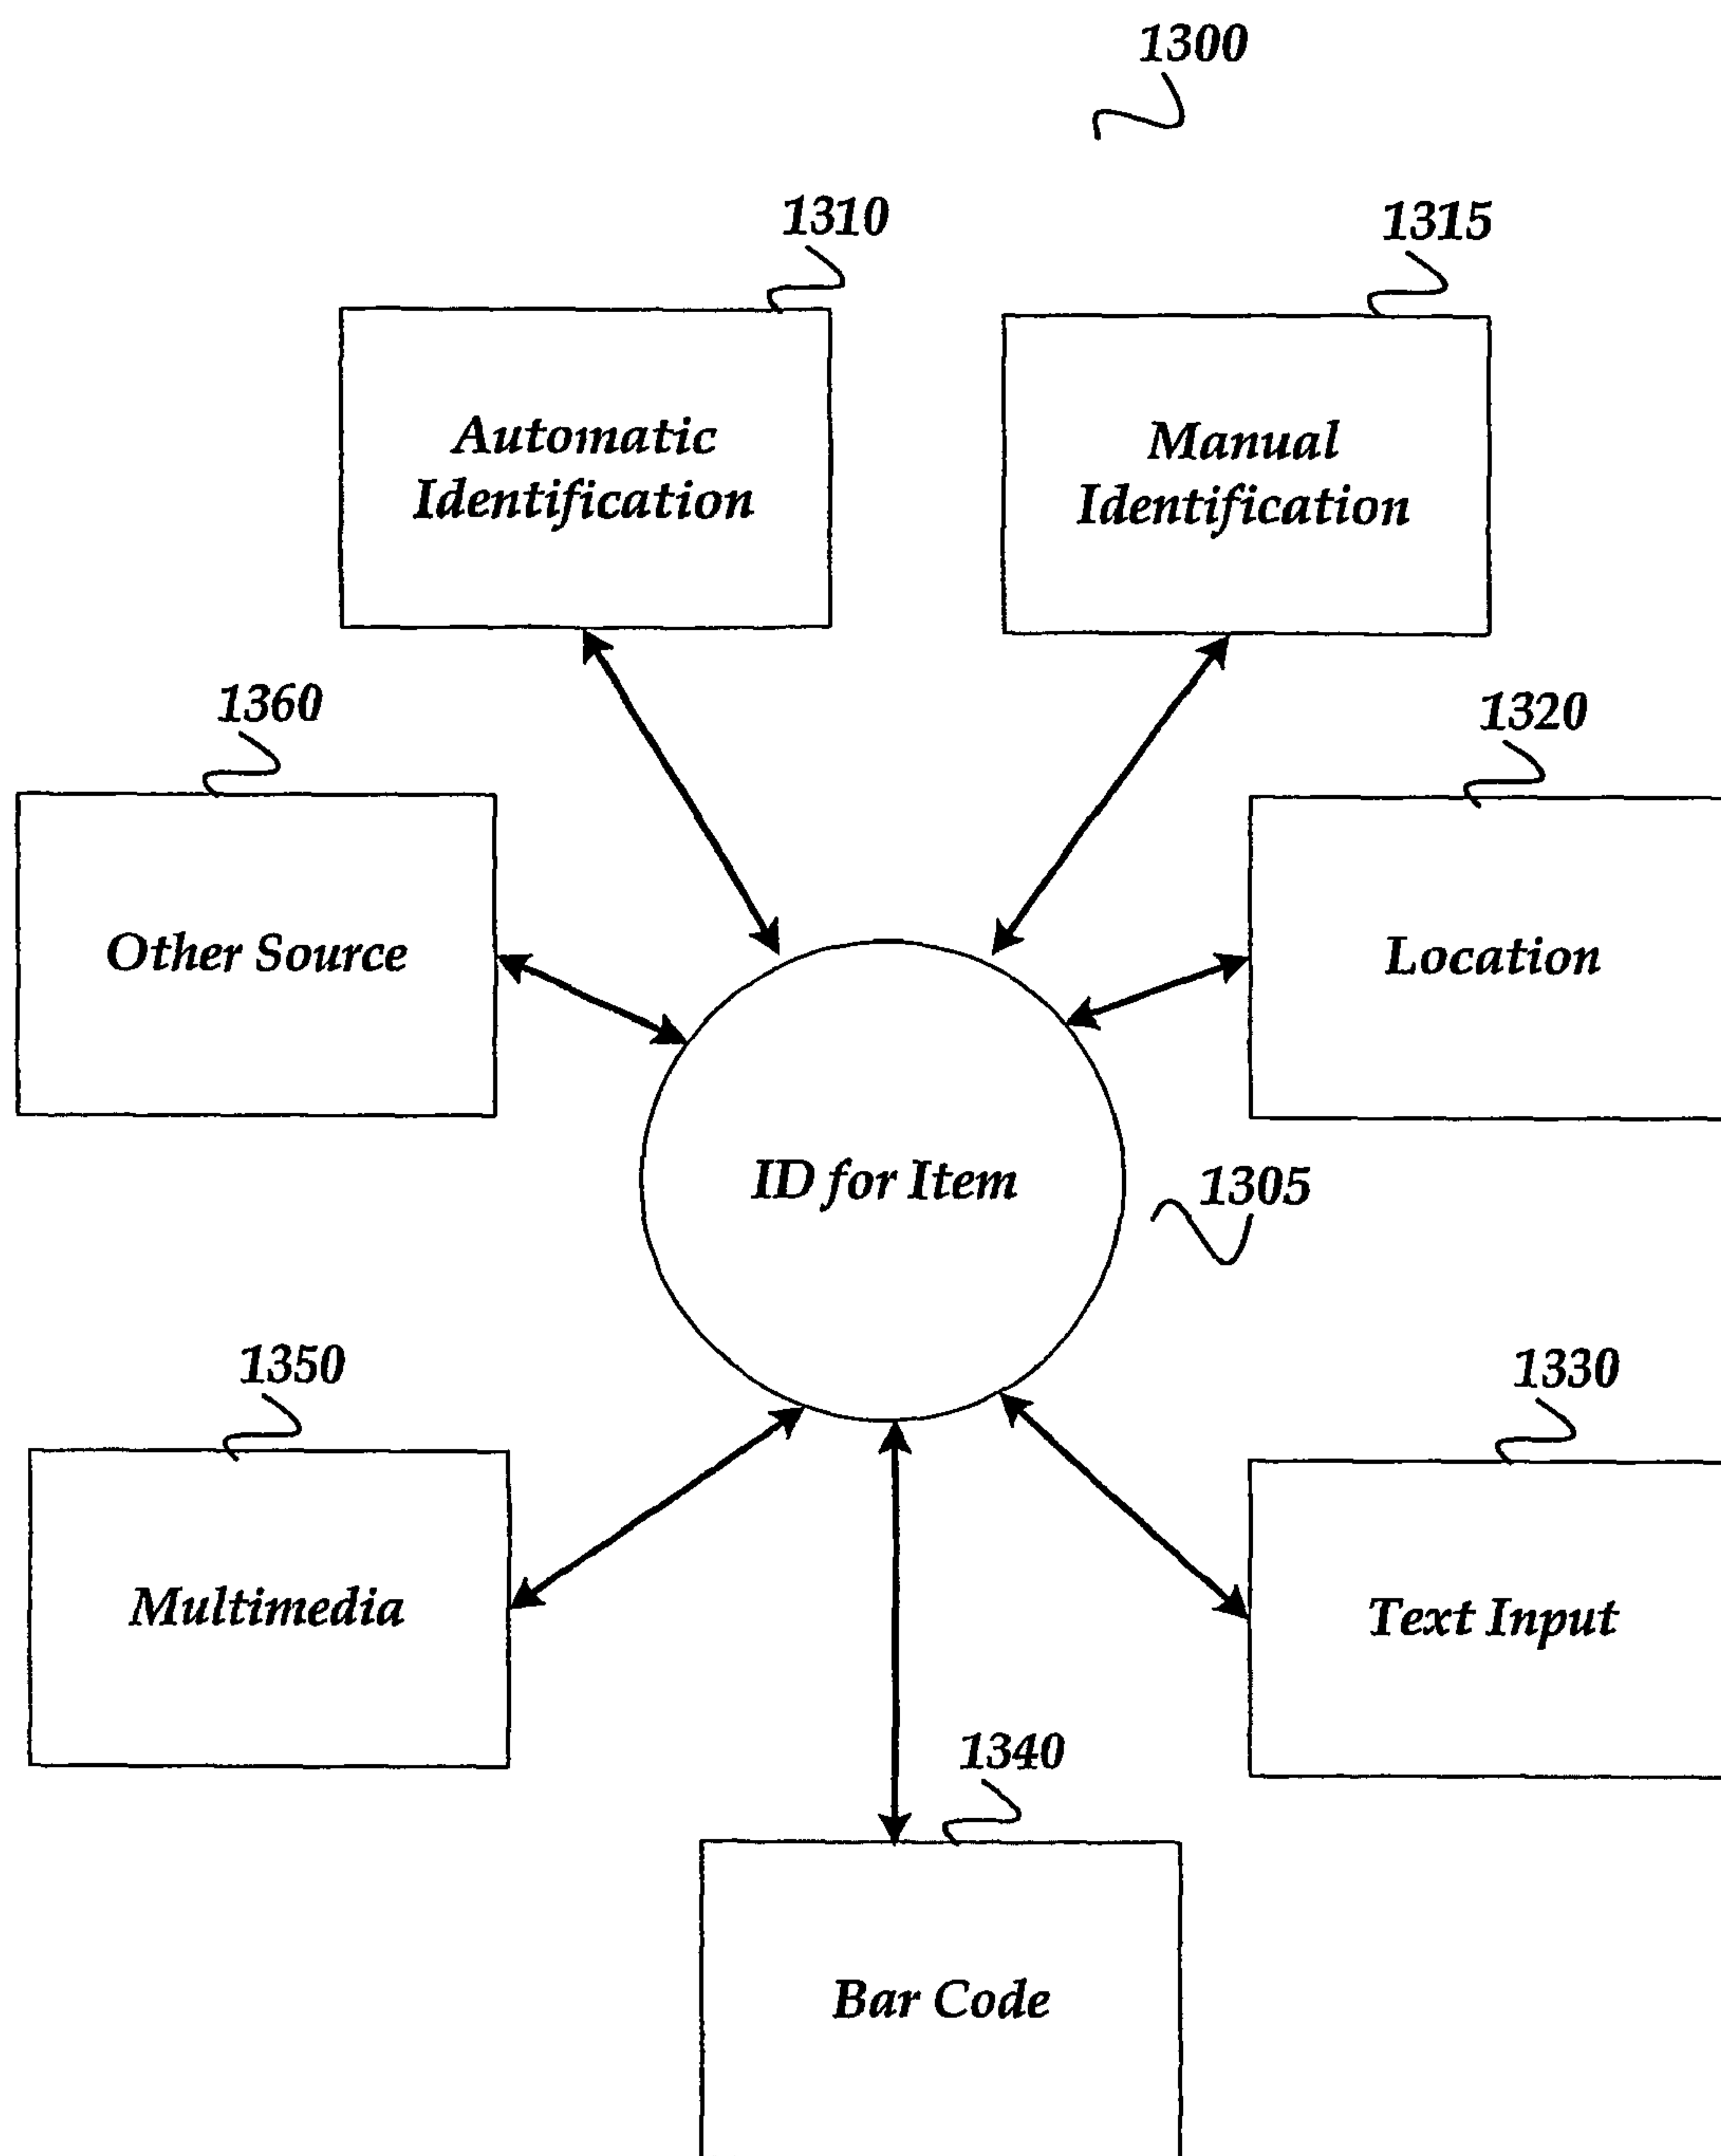 1300
1310
1315
Automatic
Identification
Manual
Identification
1360
1320
Other Source
Location
ID for Item
1305
1350
1330
Multimedia
Text Input
1340
Bar Code